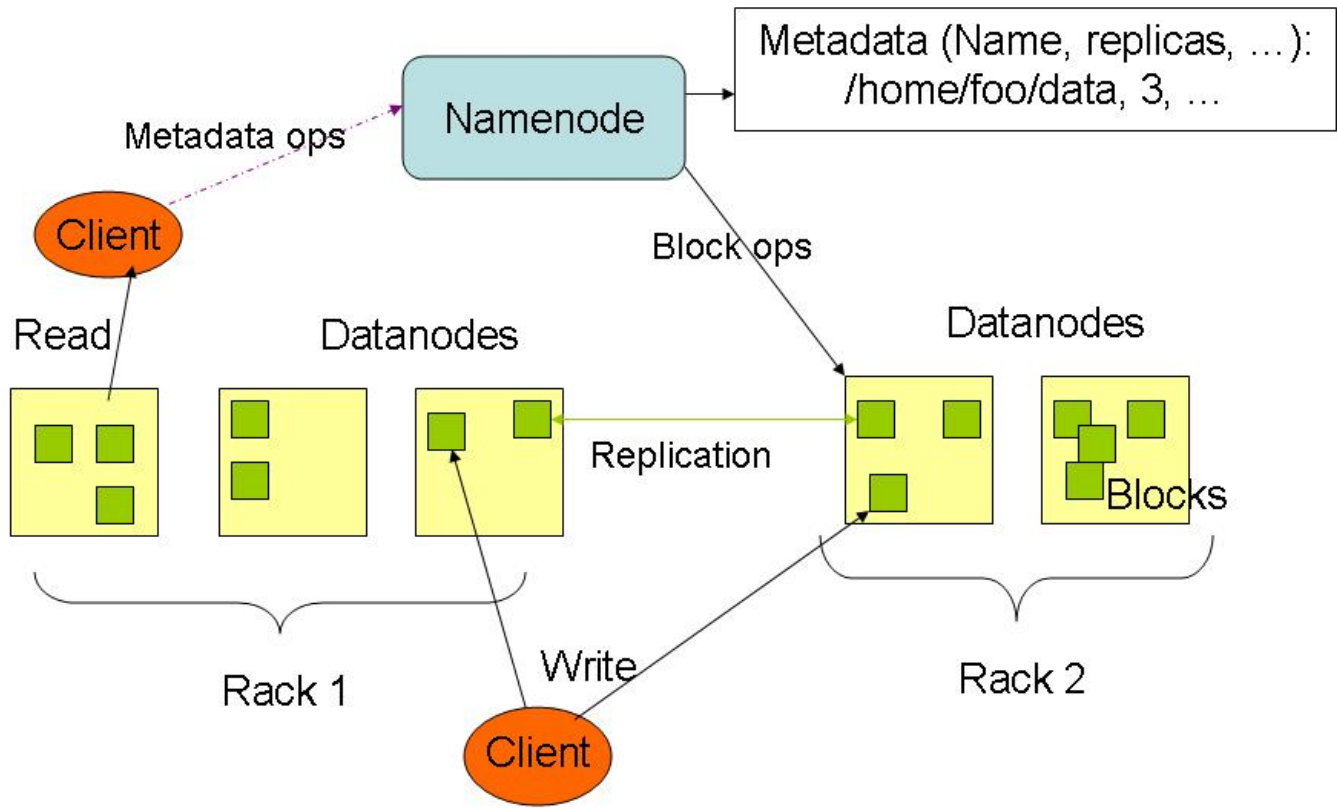 Metadata (Name, replicas, …):
/home/foo/data, 3, …
Namenode
Metadata ops
Client
Block ops
Read
Datanodes
Datanodes
Replication
Blocks
Rack 1
Write
Rack 2
Client